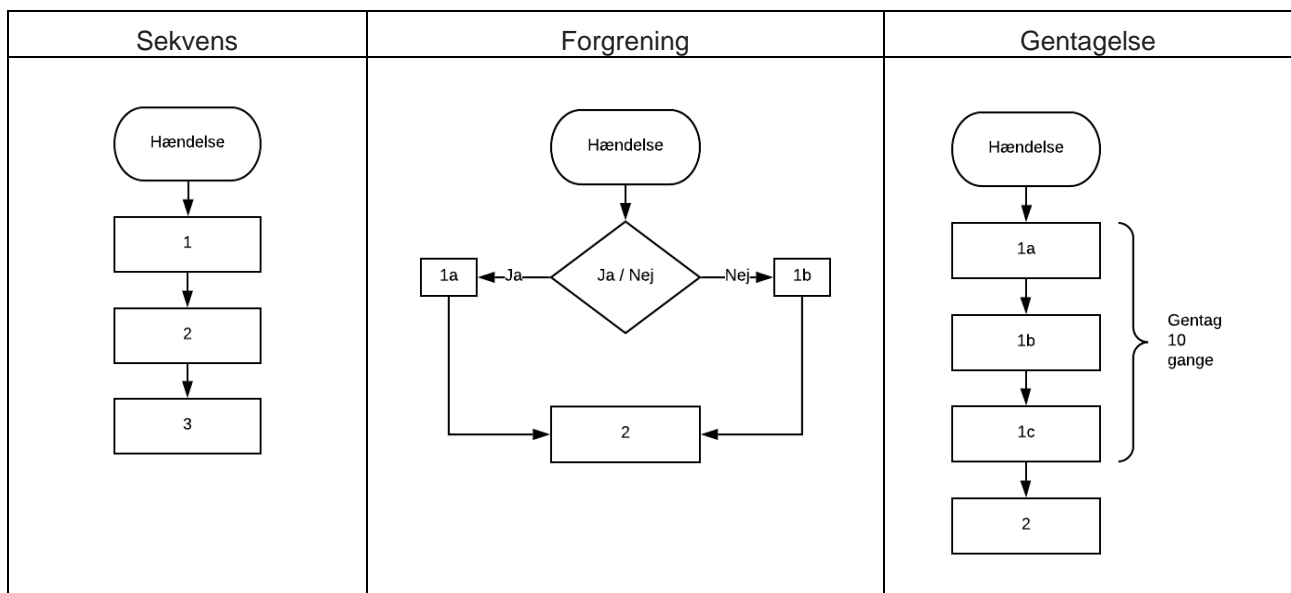 Sekvens
Forgrening
Gentagelse
Hændelse
1
2
3
Hændelse
Ja / Nej
Ja
Nej
1a
1b
2
Hændelse
1a
1b
1c
2
Gentag
10
gange